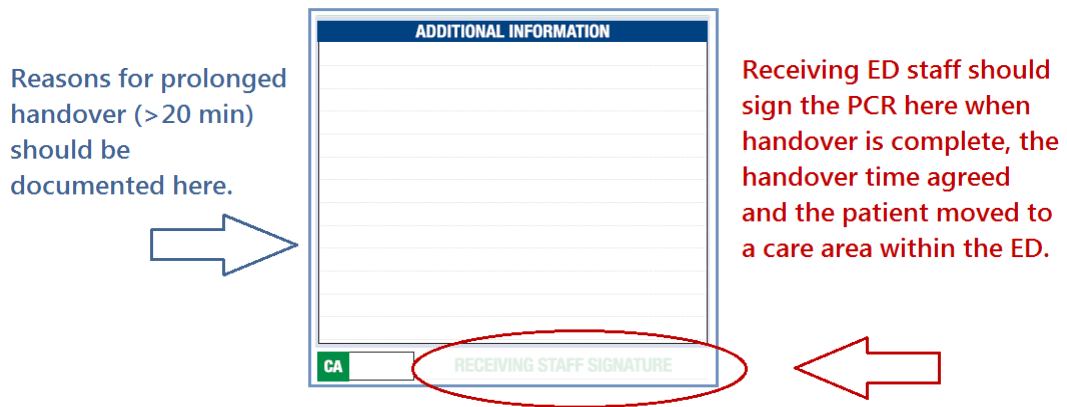 Reasons for prolonged
handover (>20 min)
should be
documented here.
ADDITIONAL INFORMATION
CA
RECEIVING STAFF SIGNATURE
Receiving ED staff should
sign the PCR here when
handover is complete, the
handover time agreed
and the patient moved to
a care area within the ED.